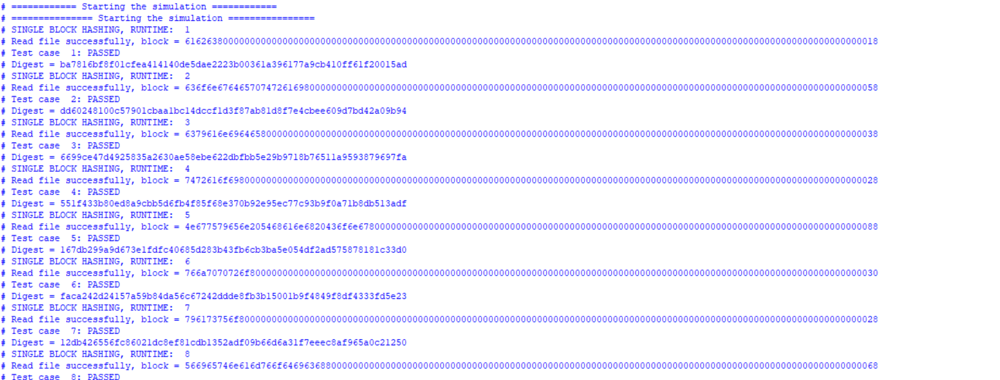 # ============ Starting the simulation ============
# =============== Starting the simulation ================
# SINGLE BLOCK HASHING, RUNTIME:  1
# Read file successfully, block = 61626380000000000000000000000000000000000000000000000000000000000000000000000000000000000000000000000000000000000000000000000018
# Test case  1: PASSED
# Digest = ba7816bf8f01cfea414140de5dae2223b00361a396177a9cb410ff61f20015ad
# SINGLE BLOCK HASHING, RUNTIME:  2
# Read file successfully, block = 636f6e67646570747261698000000000000000000000000000000000000000000000000000000000000000000000000000000000000000000000000000000058
# Test case  2: PASSED
# Digest = dd60248100c57901cbaa1bc14dccf1d3f87ab81d8f7e4cbee609d7bd42a09b94
# SINGLE BLOCK HASHING, RUNTIME:  3
# Read file successfully, block = 6379616e696465800000000000000000000000000000000000000000000000000000000000000000000000000000000000000000000000000000000000000038
# Test case  3: PASSED
# Digest = 6699ce47d4925835a2630ae58ebe622dbfbb5e29b9718b76511a9593879697fa
# SINGLE BLOCK HASHING, RUNTIME:  4
# Read file successfully, block = 7472616f698000000000000000000000000000000000000000000000000000000000000000000000000000000000000000000000000000000000000000000028
# Test case  4: PASSED
# Digest = 551f433b80ed8a9cbb5d6fb4f85f68e370b92e95ec77c93b9f0a71b8db513adf
# SINGLE BLOCK HASHING, RUNTIME:  5
# Read file successfully, block = 4e677579656e205468616e6820436f6e678000000000000000000000000000000000000000000000000000000000000000000000000000000000000000000088
# Test case  5: PASSED
# Digest = 167db299a9d673e1fdfc40685d283b43fb6cb3ba5e054df2ad575878181c33d0
# SINGLE BLOCK HASHING, RUNTIME:  6
# Read file successfully, block = 766a7070726f80000000000000000000000000000000000000000000000000000000000000000000000000000000000000000000000000000000000000000030
# Test case  6: PASSED
# Digest = faca242d24157a59b84da56c67242ddde8fb3b15001b9f4849f8df4333fd5e23
# SINGLE BLOCK HASHING, RUNTIME:  7
# Read file successfully, block = 796173756f8000000000000000000000000000000000000000000000000000000000000000000000000000000000000000000000000000000000000000000028
# Test case  7: PASSED
# Digest = 12db426556fc86021dc8ef81cdb1352adf09b66d6a31f7eeec8af965a0c21250
# SINGLE BLOCK HASHING, RUNTIME:  8
# Read file successfully, block = 566965746e616d766f646963688000000000000000000000000000000000000000000000000000000000000000000000000000000000000000000000000000000068
# Test case  8: PASSED